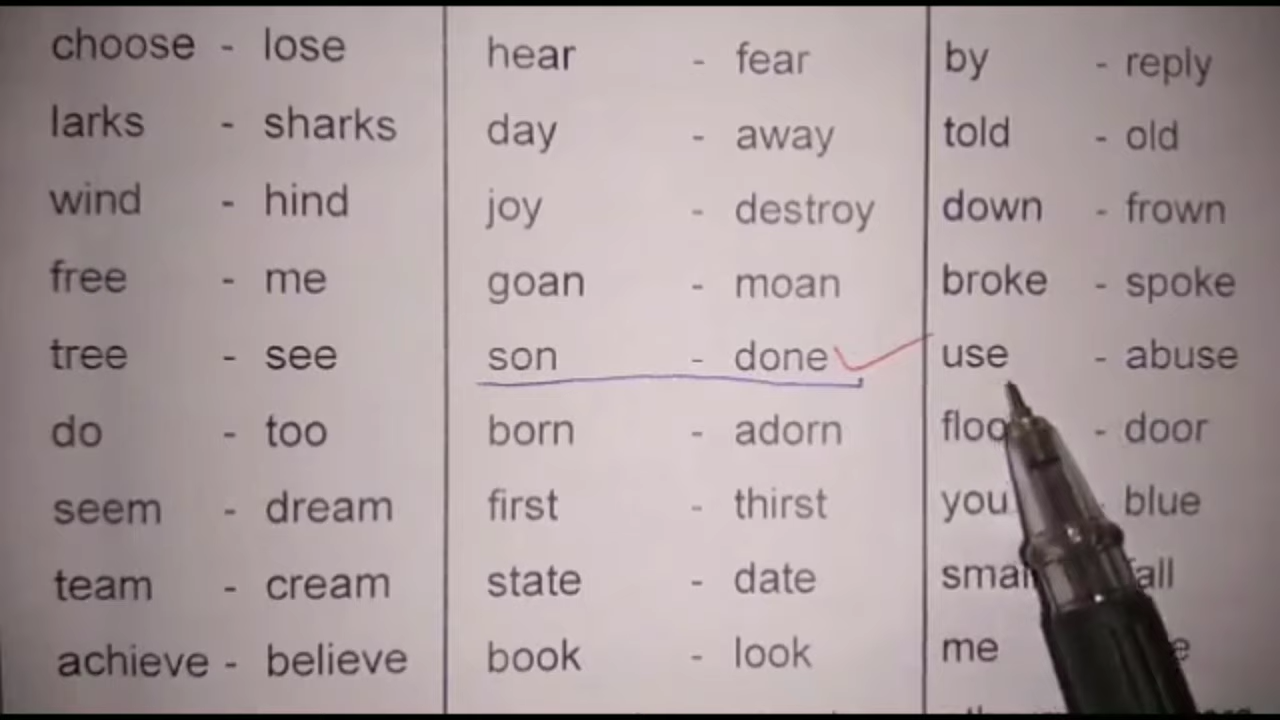 choose - lose
larks - sharks
wind - hind
free - me
tree - see
do - too
seem - dream
team - cream
achieve - believe
hear - fear
day - away
joy - destroy
goan - moan
son - done
born - adorn
first - thirst
state - date
book - look
by - reply
told - old
down - frown
broke - spoke
use - abuse
- door
you - blue
me